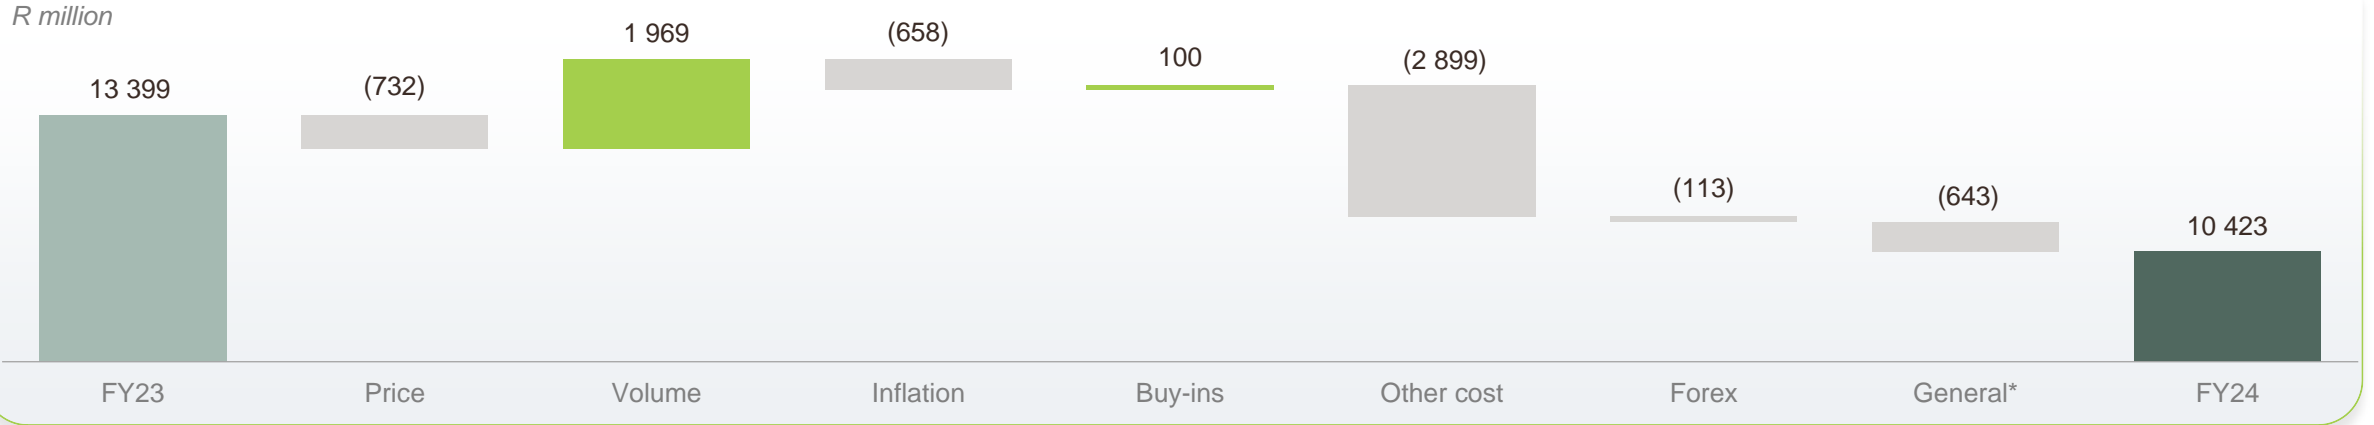 R million
13 399
(732)
1 969
(658)
100
(2 899)
(113)
(643)
10 423
FY23
Price
Volume
Inflation
Buy-ins
Other cost
Forex
General*
FY24